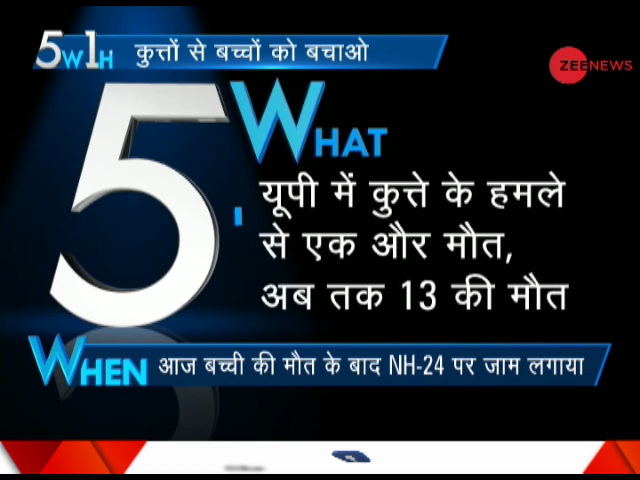 5W1H कुत्तों से बच्चों को बचाओ
ZEENEWS
5 WHAT
यूपी में कुत्ते के हमले
से एक और मौत,
अब तक 13 की मौत
WHEN आज बच्ची की मौत के बाद NH-24 पर जाम लगाया